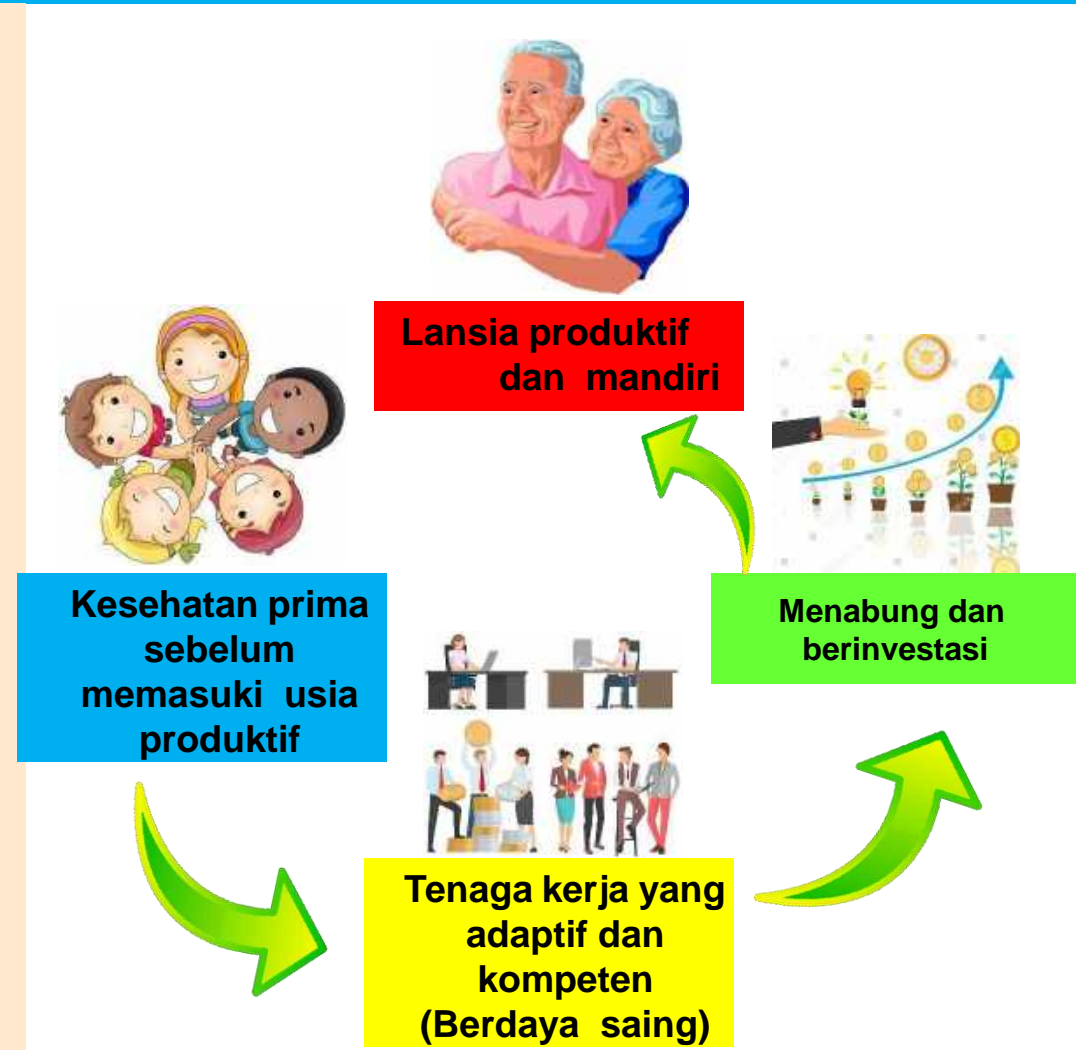 Lansia produktif
dan mandiri
Kesehatan prima
sebelum
memasuki usia
produktif
Menabung dan
berinvestasi
Tenaga kerja yang
adaptif dan
kompeten
(Berdaya saing)